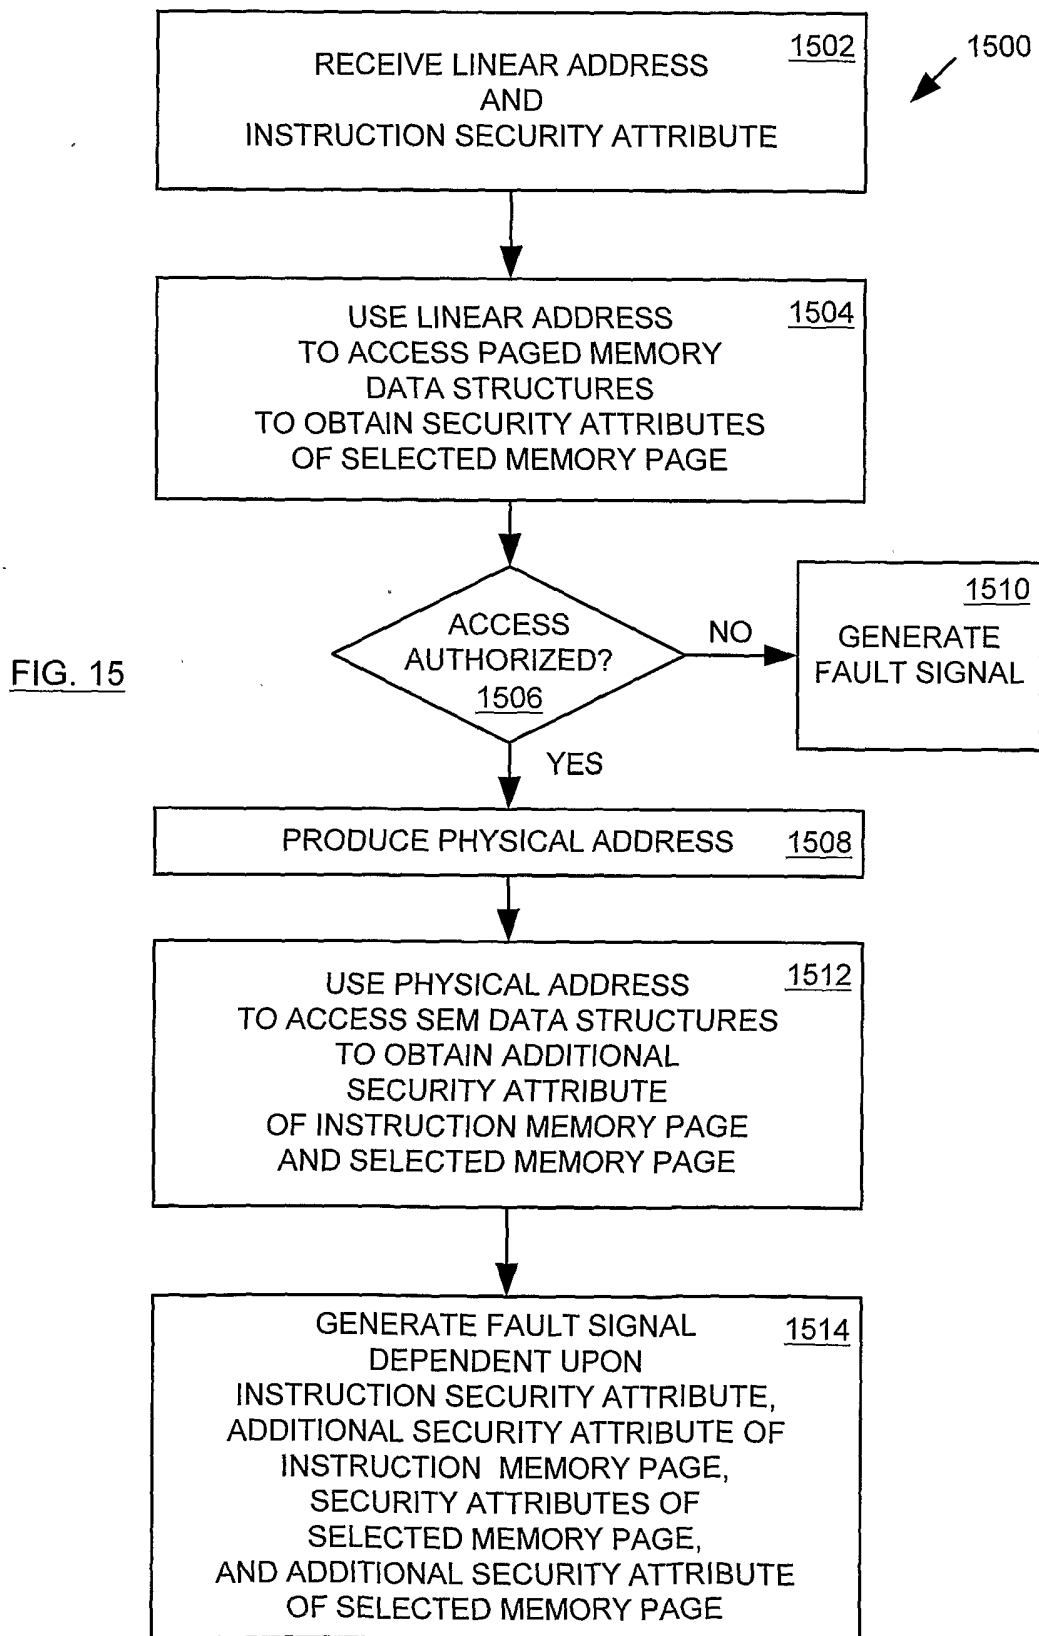 1502
1500
RECEIVE LINEAR ADDRESS
AND
INSTRUCTION SECURITY ATTRIBUTE
1504
USE LINEAR ADDRESS
TO ACCESS PAGED MEMORY
DATA STRUCTURES
TO OBTAIN SECURITY ATTRIBUTES
OF SELECTED MEMORY PAGE
ACCESS
AUTHORIZED?
1506
NO
1510
GENERATE
FAULT SIGNAL
FIG. 15
YES
PRODUCE PHYSICAL ADDRESS 1508
1512
USE PHYSICAL ADDRESS
TO ACCESS SEM DATA STRUCTURES
TO OBTAIN ADDITIONAL
SECURITY ATTRIBUTE
OF INSTRUCTION MEMORY PAGE
AND SELECTED MEMORY PAGE
1514
GENERATE FAULT SIGNAL
DEPENDENT UPON
INSTRUCTION SECURITY ATTRIBUTE,
ADDITIONAL SECURITY ATTRIBUTE OF
INSTRUCTION MEMORY PAGE,
SECURITY ATTRIBUTES OF
SELECTED MEMORY PAGE,
AND ADDITIONAL SECURITY ATTRIBUTE
OF SELECTED MEMORY PAGE